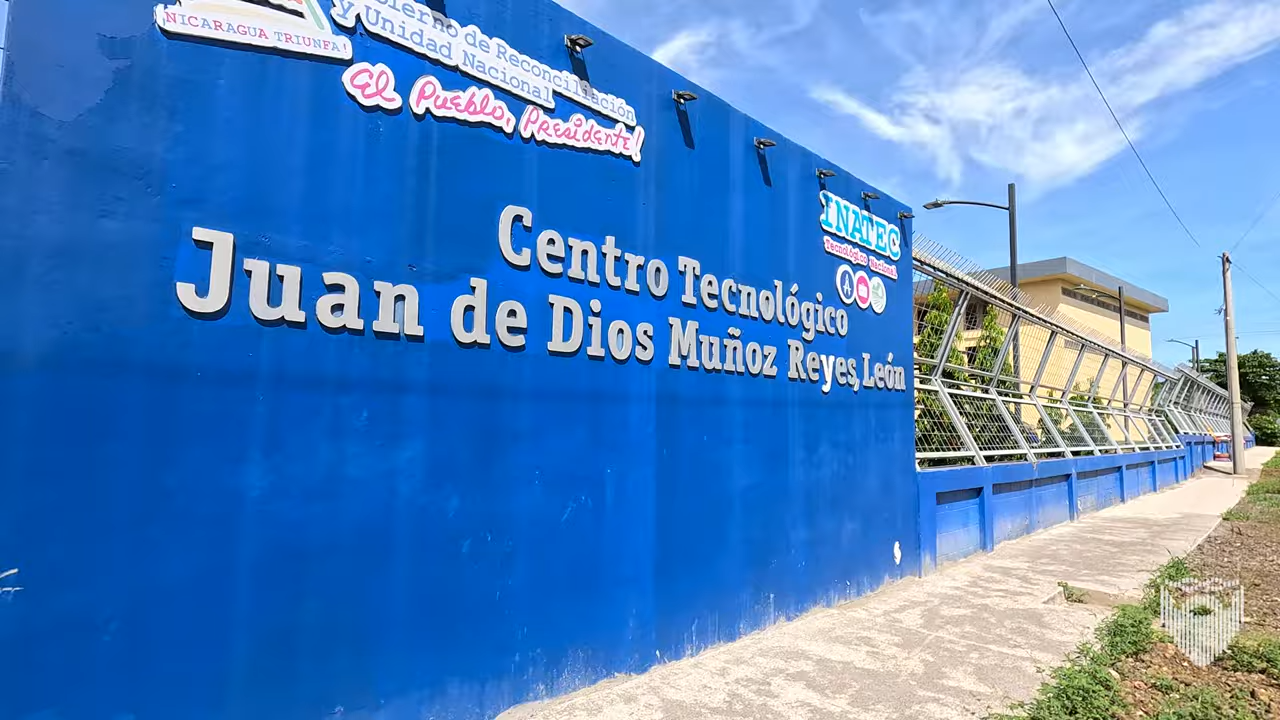 NICARAGUA TRIUNFA!
de Reconciliación
y Unidad Nacional
El Pueblo, Presidente!
INATEC
Tecnológico Nacional
Centro Tecnológico
Juan de Dios Muñoz Reyes, León